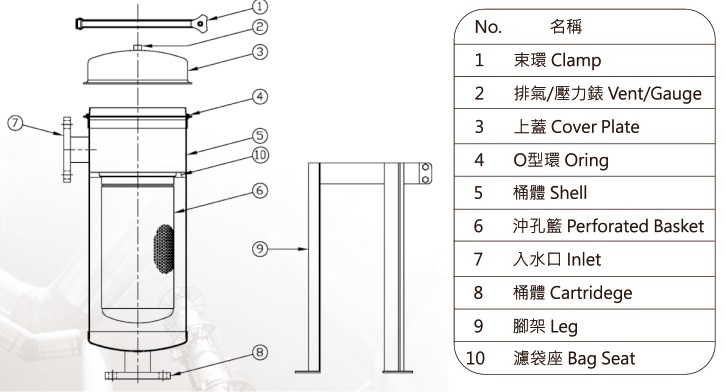 1
2
3
4
7
5
10
6
9
8
No. 名稱
1 束環 Clamp
2 排氣/壓力錶 Vent/Gauge
3 上蓋 Cover Plate
4 O型環 Oring
5 桶體 Shell
6 沖孔籃 Perforated Basket
7 入水口 Inlet
8 桶體 Cartridege
9 腳架 Leg
10 濾袋座 Bag Seat